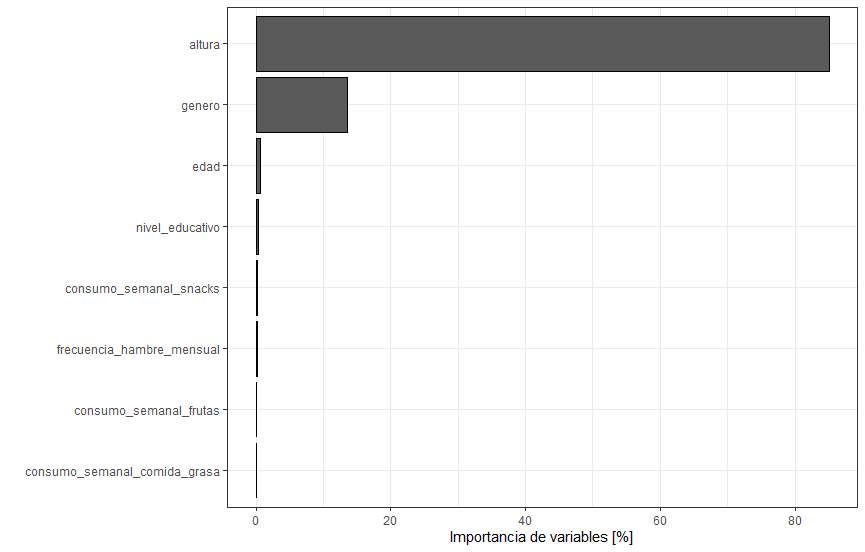 altura
genero
edad
nivel_educativo
consumo_semanal_snacks
frecuencia_hambre_mensual
consumo_semanal_frutas
consumo_semanal_comida_grasa
0 20 40 60 80
Importancia de variables [%]